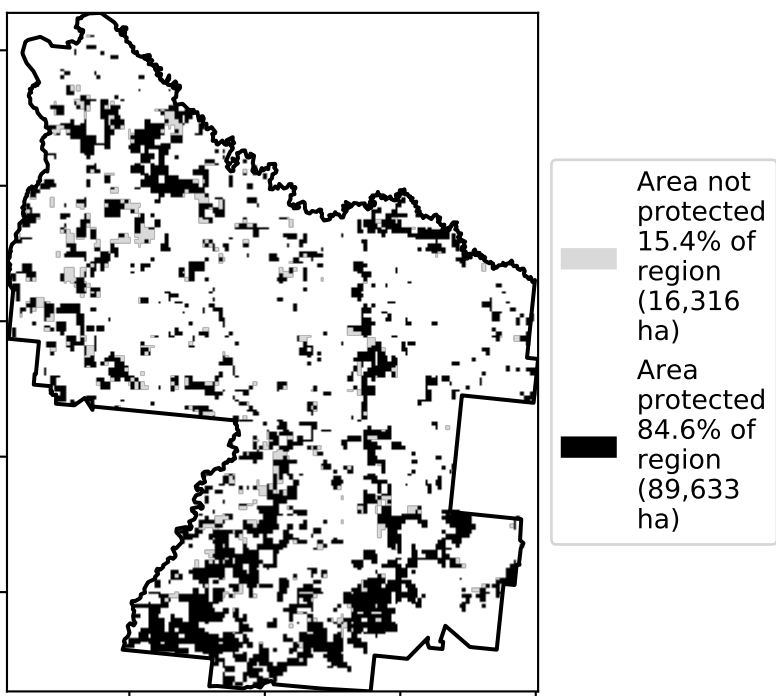 Area not
protected
15.4% of
region
(16,316
ha)
Area
protected
84.6% of
region
(89,633
ha)